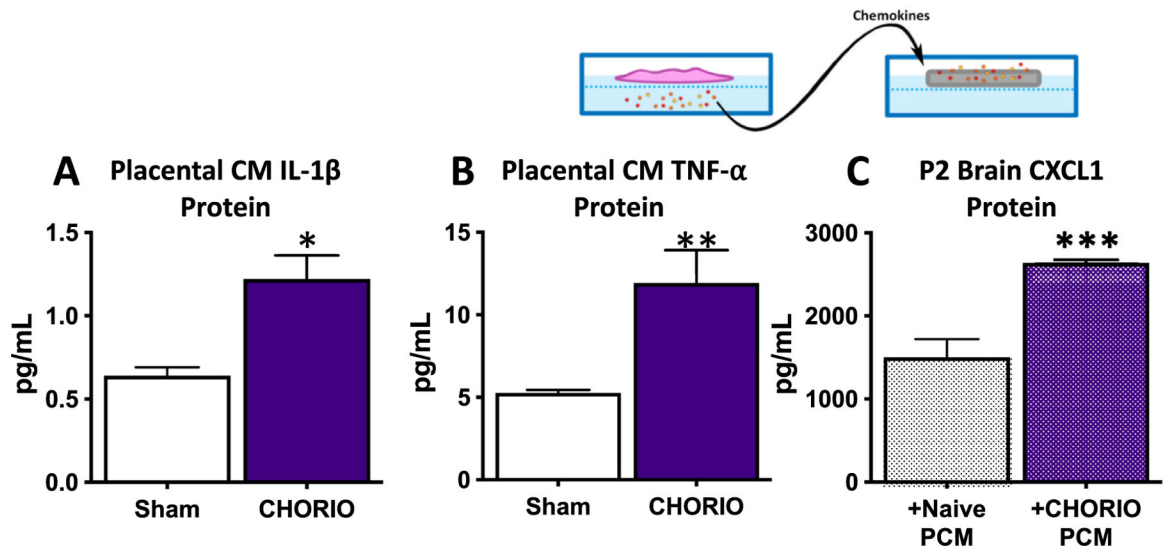 Chemokines
A Placental CM IL-1β
Protein
1.5
*
1.0
pg/mL
0.5
0.0
Sham CHORIO
B Placental CM TNF-α
Protein
15
**
10
pg/mL
5
0
Sham CHORIO
C P2 Brain CXCL1
Protein
3000
***
2000
pg/mL
1000
0
+Naive +CHORIO
PCM PCM